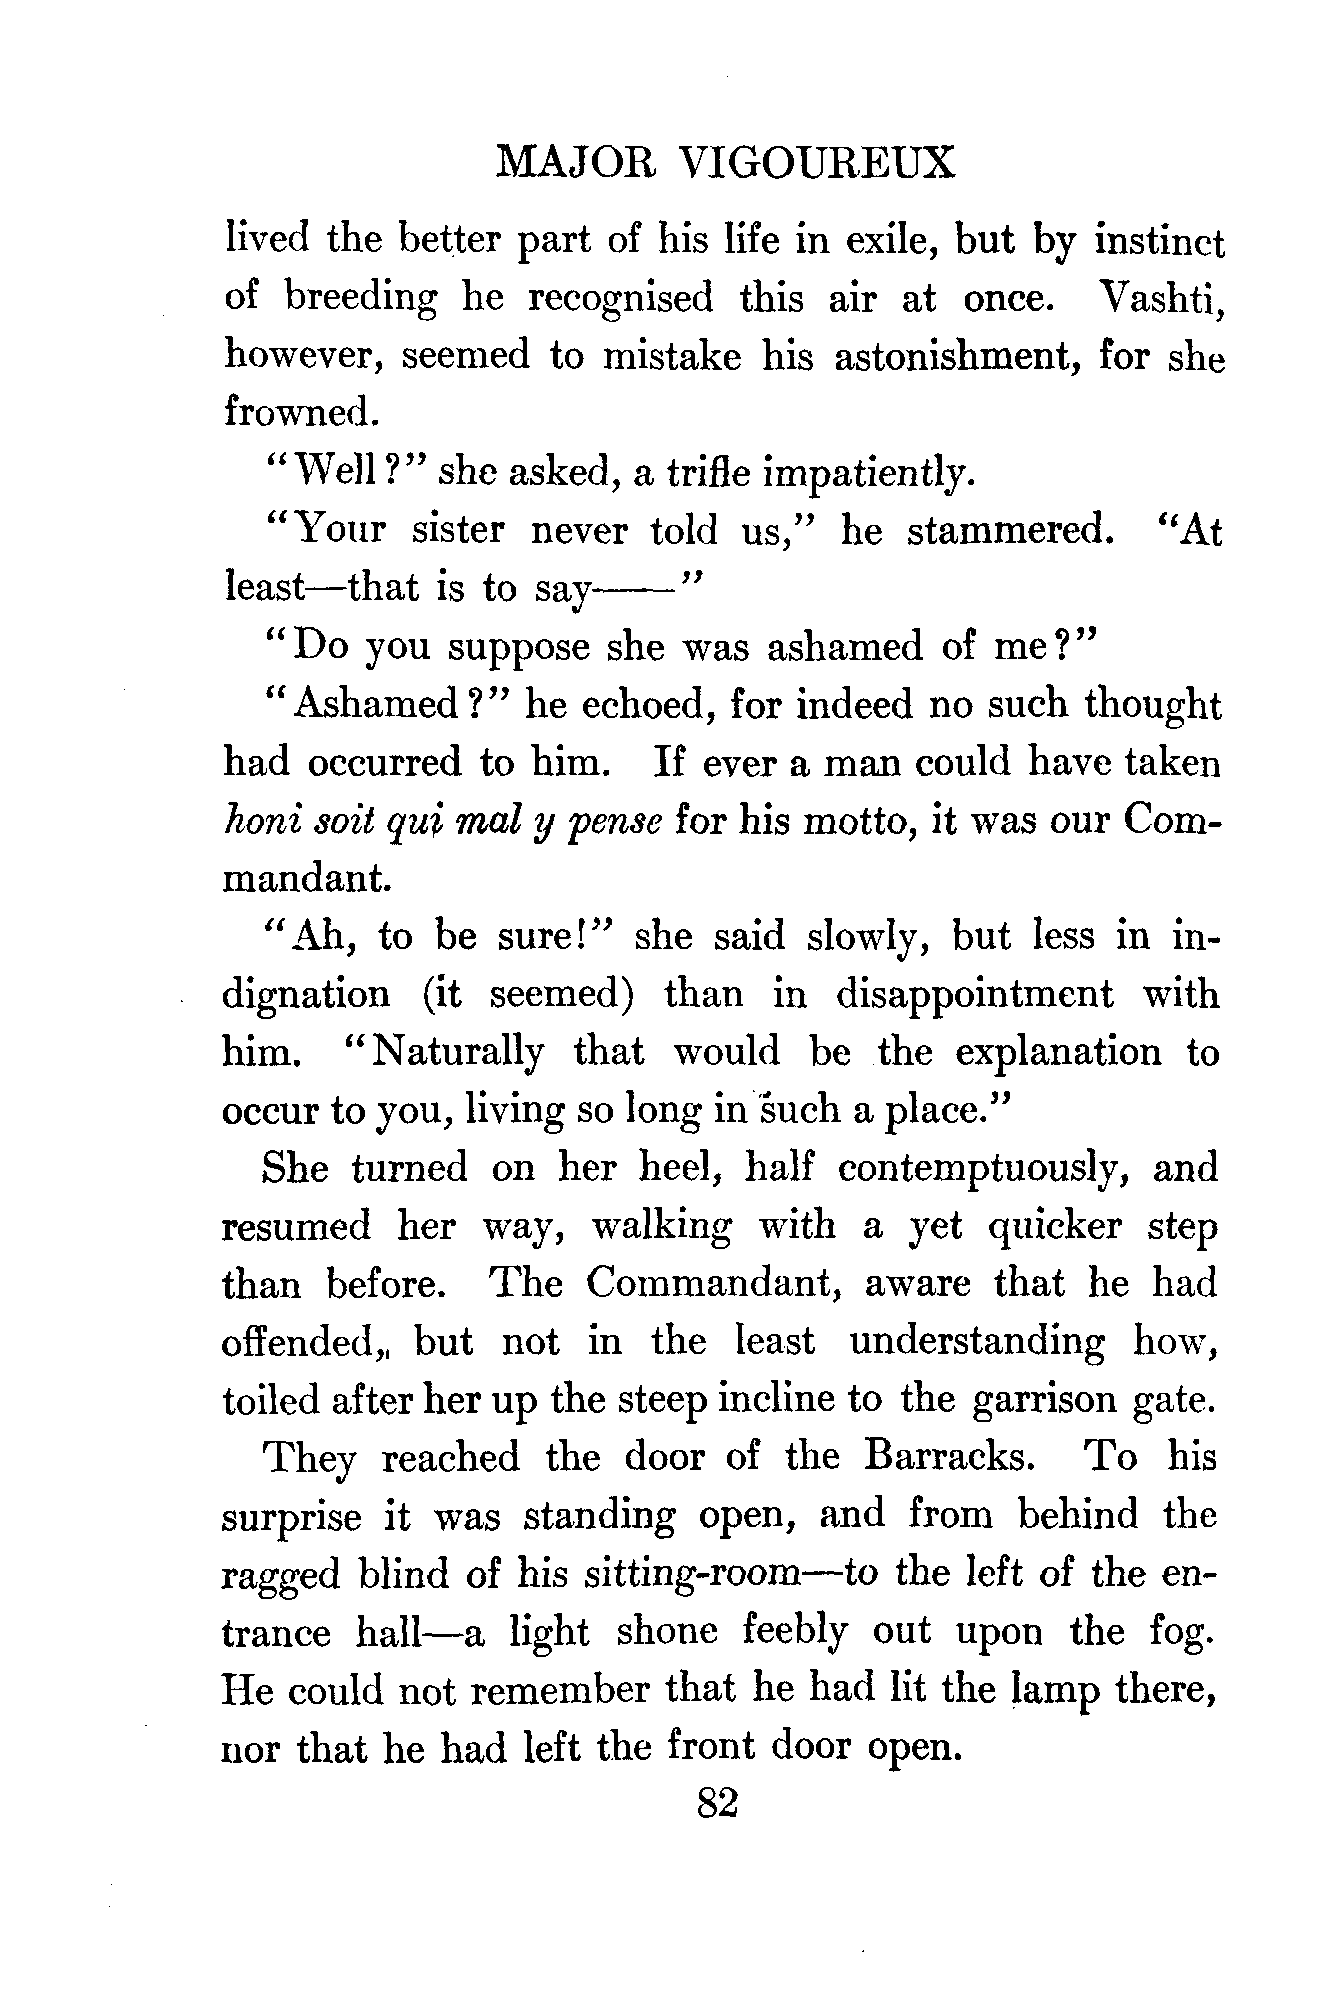 MAJOR VIGOUREUX
lived the better part of his life in exile, but by instinct
of breeding he recognised this air at once. Vashti,
however, seemed to mistake his astonishment, for she
frowned.
"Well?" she asked, a trifle impatiently.
"Your sister never told us," he stammered. "At
least—that is to say——"
"Do you suppose she was ashamed of me?"
"Ashamed?" he echoed, for indeed no such thought
had occurred to him. If ever a man could have taken
honi soit qui mal y pense for his motto, it was our Com-
mandant.
"Ah, to be sure!" she said slowly, but less in in-
dignation (it seemed) than in disappointment with
him. "Naturally that would be the explanation to
occur to you, living so long in such a place."
She turned on her heel, half contemptuously, and
resumed her way, walking with a yet quicker step
than before. The Commandant, aware that he had
offended, but not in the least understanding how,
toiled after her up the steep incline to the garrison gate.
They reached the door of the Barracks. To his
surprise it was standing open, and from behind the
ragged blind of his sitting-room—to the left of the en-
trance hall—a light shone feebly out upon the fog.
He could not remember that he had lit the lamp there,
nor that he had left the front door open.
82